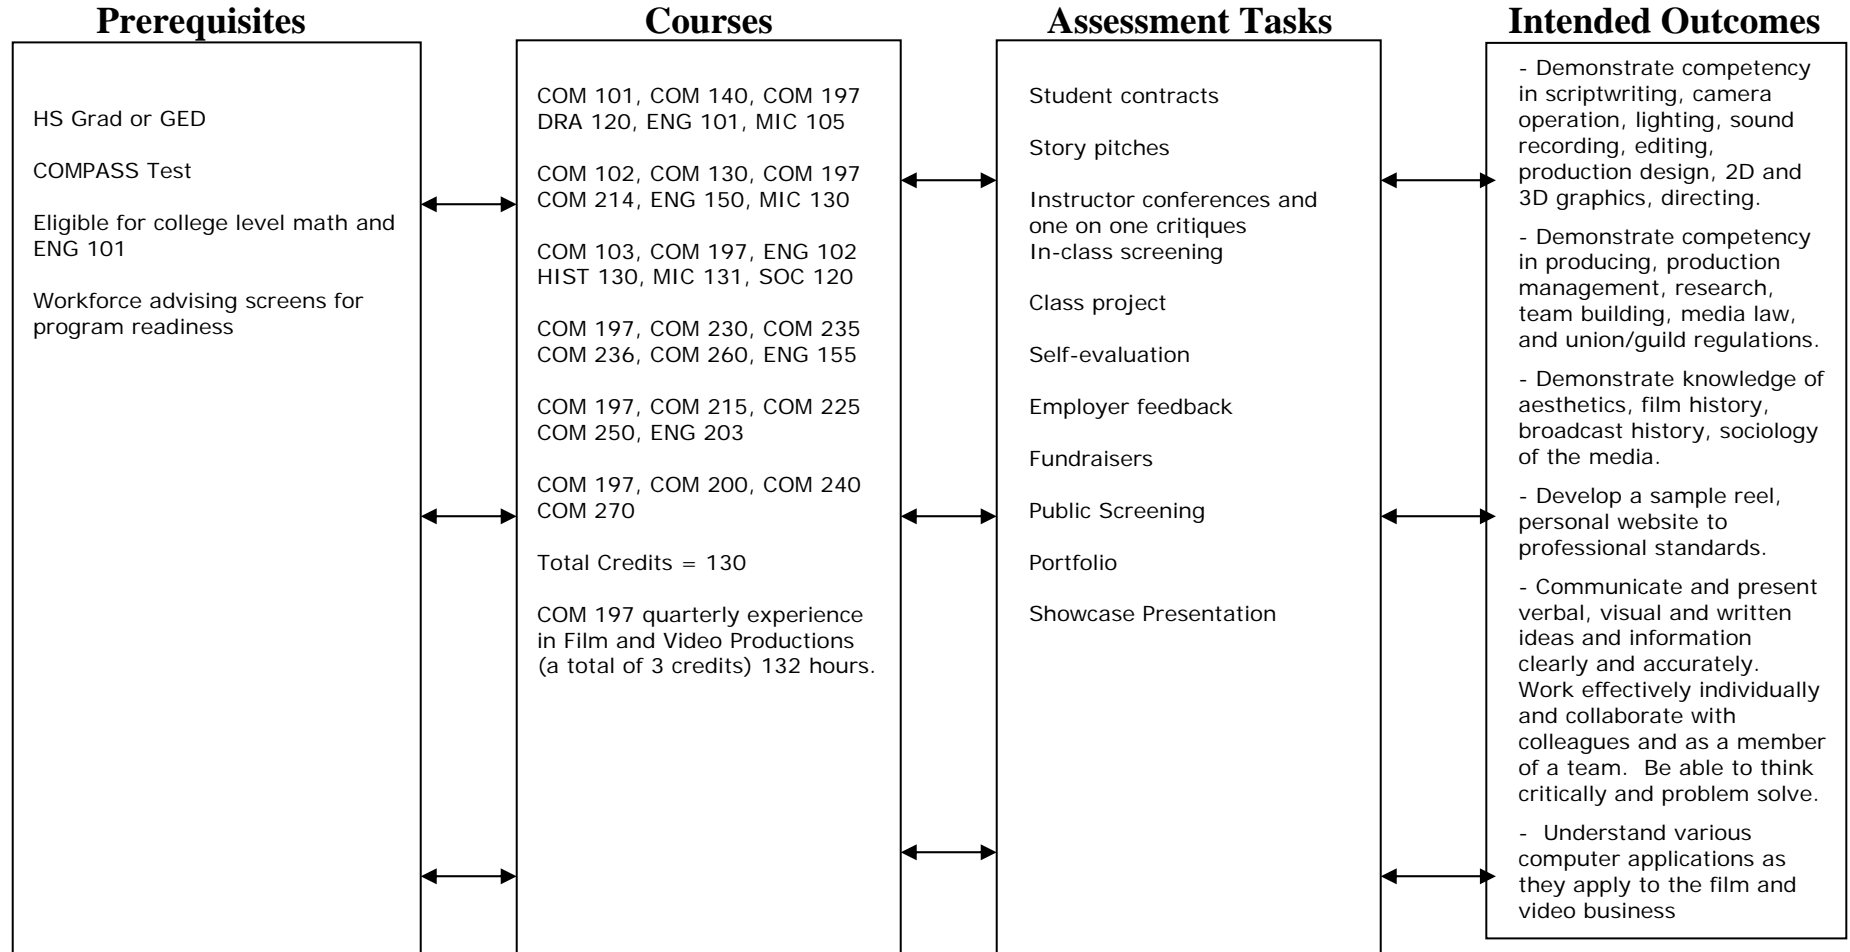 Prerequisites
HS Grad or GED
COMPASS Test
Eligible for college level math and
ENG 101
Workforce advising screens for
program readiness
Courses
COM 101, COM 140, COM 197
DRA 120, ENG 101, MIC 105
COM 102, COM 130, COM 197
COM 214, ENG 150, MIC 130
COM 103, COM 197, ENG 102
HIST 130, MIC 131, SOC 120
COM 197, COM 230, COM 235
COM 236, COM 260, ENG 155
COM 197, COM 215, COM 225
COM 250, ENG 203
COM 197, COM 200, COM 240
COM 270
Total Credits = 130
COM 197 quarterly experience
in Film and Video Productions
(a total of 3 credits) 132 hours.
Assessment Tasks
Student contracts
Story pitches
Instructor conferences and
one on one critiques
In-class screening
Class project
Self-evaluation
Employer feedback
Fundraisers
Public Screening
Portfolio
Showcase Presentation
Intended Outcomes
- Demonstrate competency
in scriptwriting, camera
operation, lighting, sound
recording, editing,
production design, 2D and
3D graphics, directing.
- Demonstrate competency
in producing, production
management, research,
team building, media law,
and union/guild regulations.
- Demonstrate knowledge of
aesthetics, film history,
broadcast history, sociology
of the media.
- Develop a sample reel,
personal website to
professional standards.
- Communicate and present
verbal, visual and written
ideas and information
clearly and accurately.
Work effectively individually
and collaborate with
colleagues and as a member
of a team.  Be able to think
critically and problem solve.
-  Understand various
computer applications as
they apply to the film and
video business